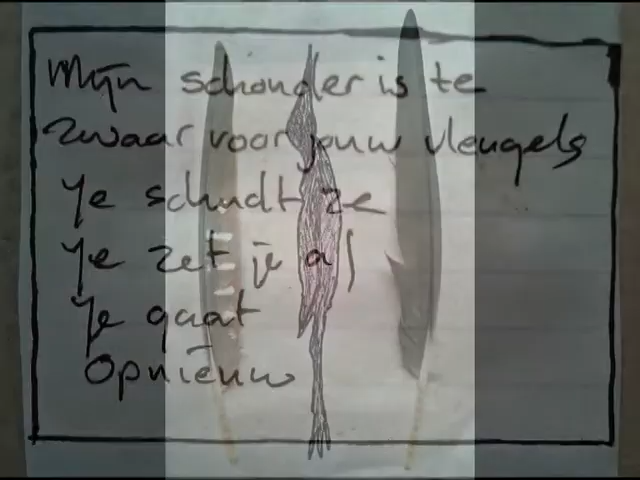 Mijn schouder is te
zwaar voor jouw vleugels
Je schudt ze
Je zet je af
Je gaat
Opnieuw